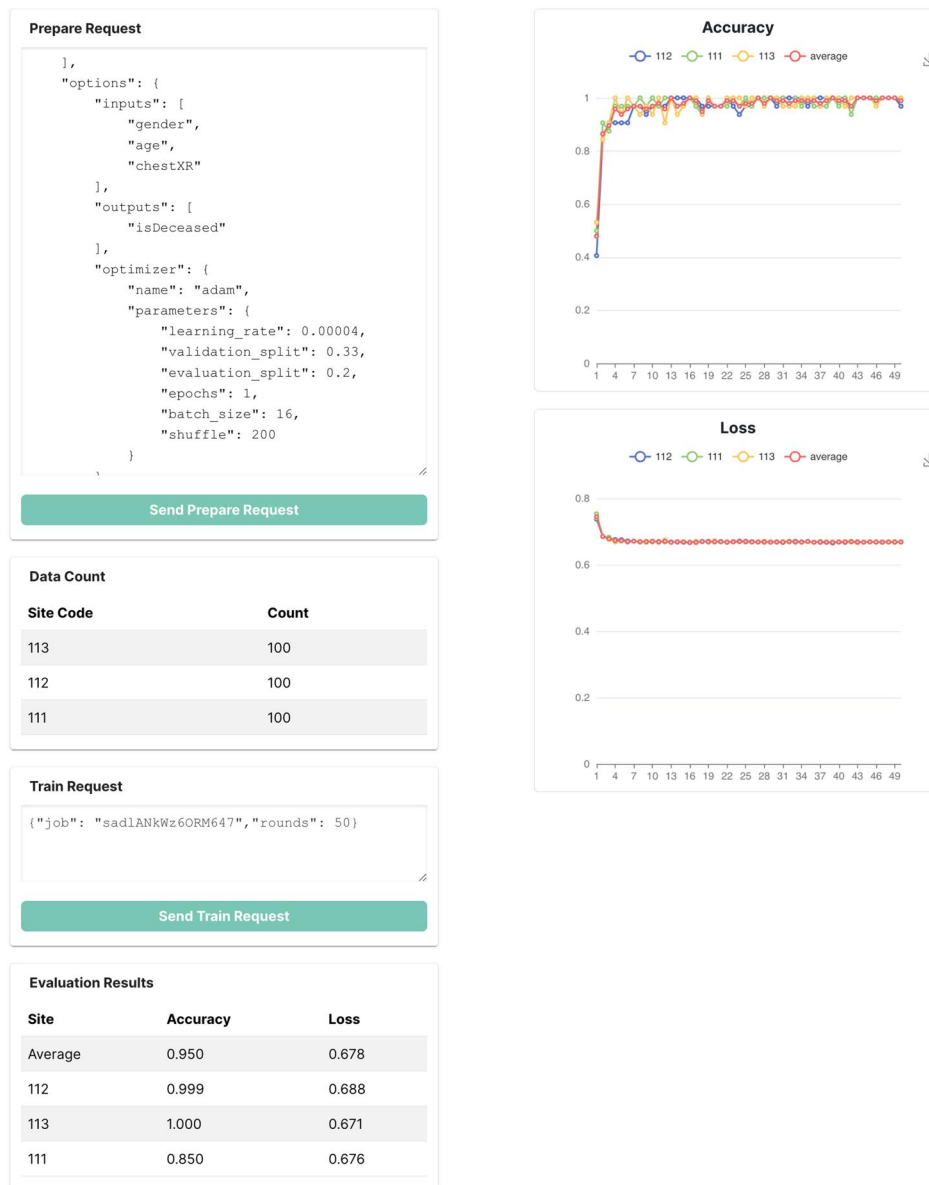 Prepare Request
    ],
    "options": {
        "inputs": [
            "gender",
            "age",
            "chestXR"
        ],
        "outputs": [
            "isDeceased"
        ],
        "optimizer": {
            "name": "adam",
            "parameters": {
                "learning_rate": 0.00004,
                "validation_split": 0.33,
                "evaluation_split": 0.2,
                "epochs": 1,
                "batch_size": 16,
                "shuffle": 200
            }
        }
Send Prepare Request
Data Count
Site Code Count
113 100
112 100
111 100
Train Request
{"job": "sadlANkWz6ORM647","rounds": 50}
Send Train Request
Evaluation Results
Site Accuracy Loss
Average 0.950 0.678
112 0.999 0.688
113 1.000 0.671
111 0.850 0.676
Accuracy
112 111 113 average
1
0.8
0.6
0.4
0.2
0
1 4 7 10 13 16 19 22 25 28 31 34 37 40 43 46 49
Loss
112 111 113 average
0.8
0.6
0.4
0.2
0
1 4 7 10 13 16 19 22 25 28 31 34 37 40 43 46 49